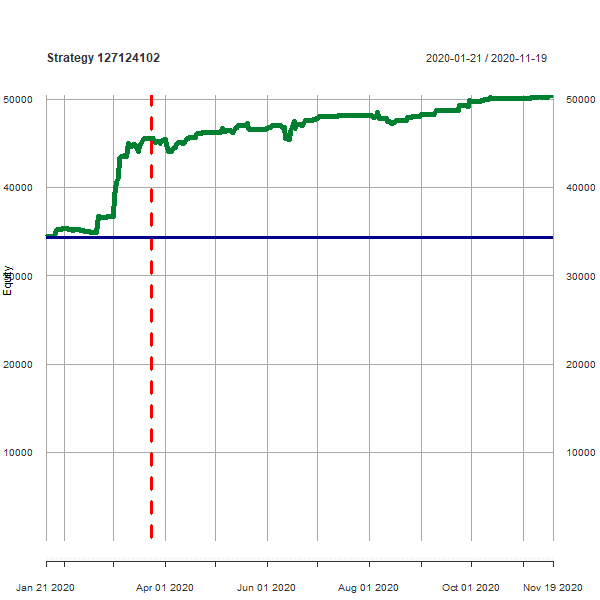 Strategy 127124102
2020-01-21 / 2020-11-19
50000
50000
40000
40000
Equity
30000
30000
20000
20000
10000
10000
Jan 21 2020
Apr 01 2020
Jun 01 2020
Aug 01 2020
Oct 01 2020
Nov 19 2020